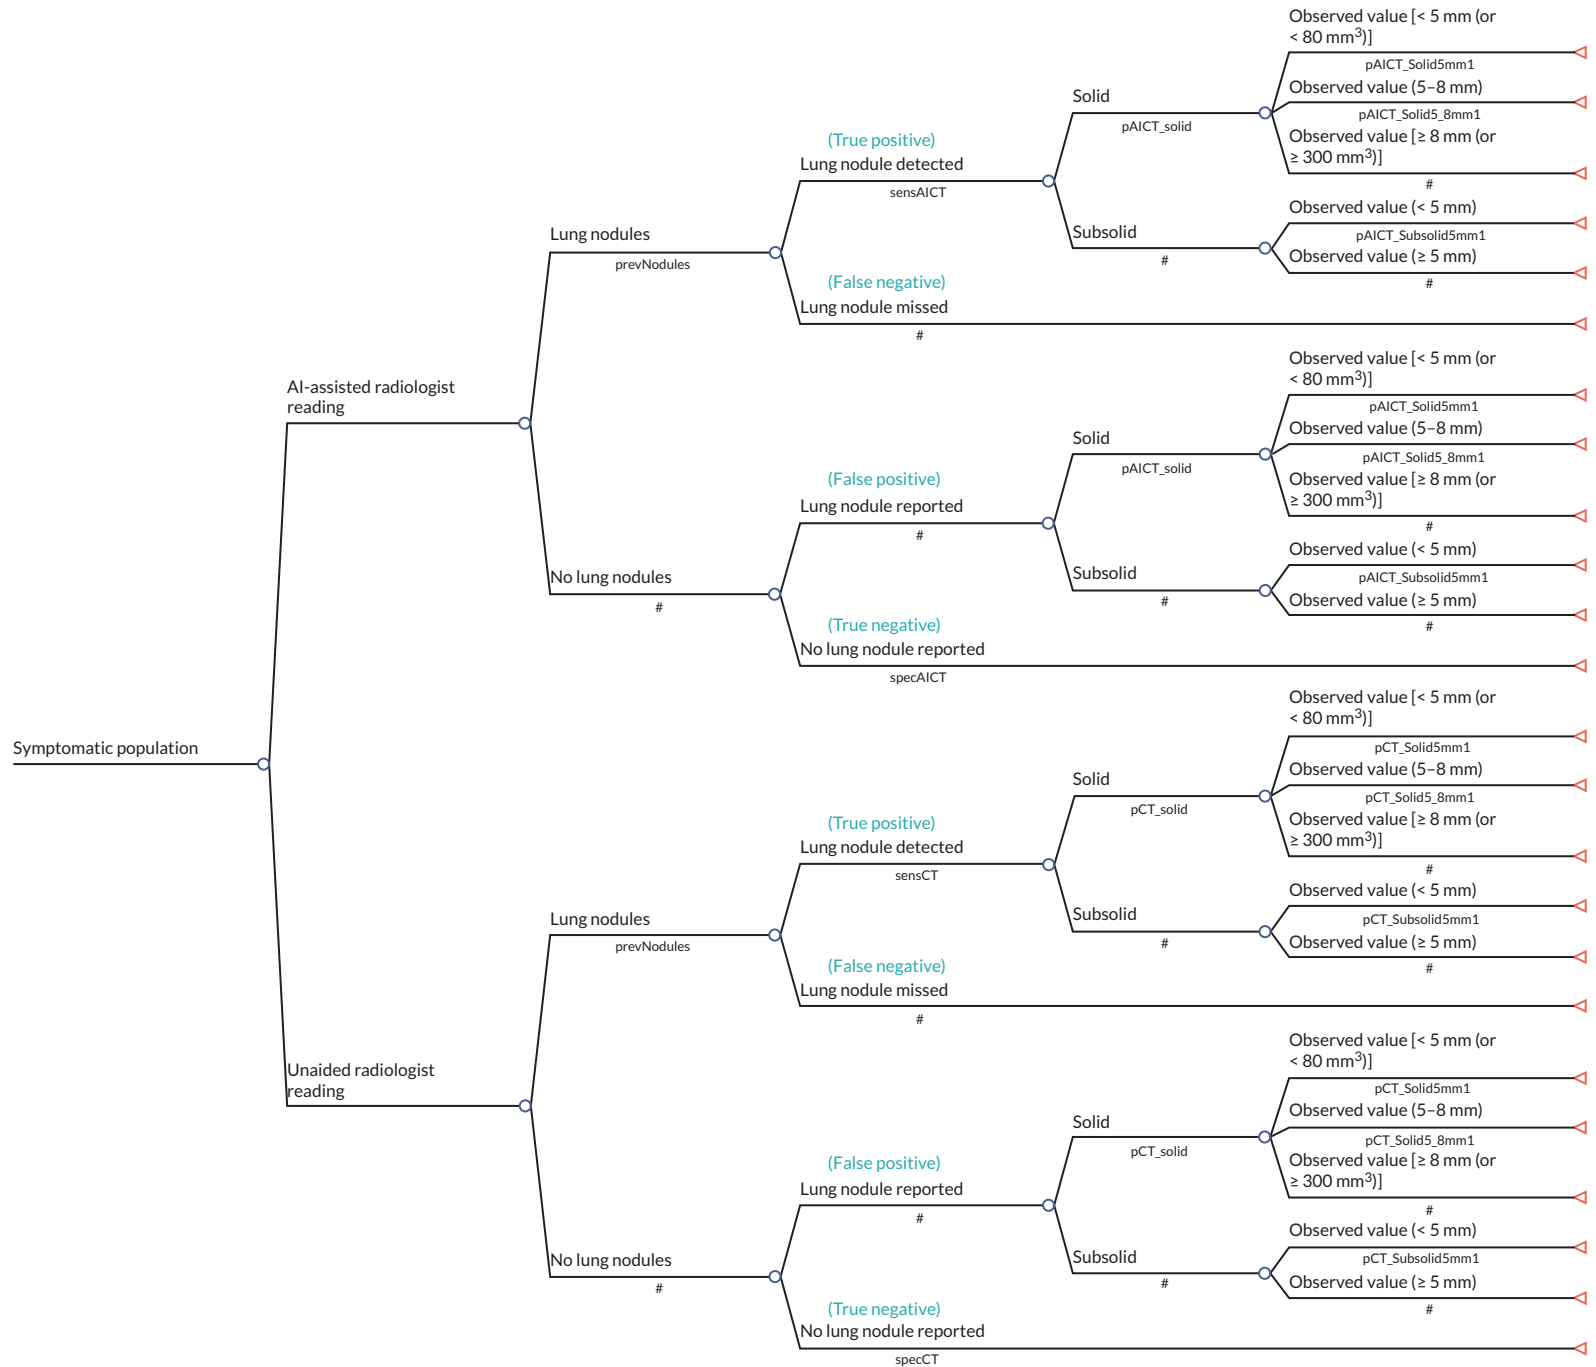 Symptomatic population
AI-assisted radiologist
reading
Lung nodules
prevNodules
(True positive)
Lung nodule detected
sensAICT
Solid
pAICT_solid
Observed value [< 5 mm (or
< 80 mm³)]
pAICT_Solid5mm1
Observed value (5–8 mm)
pAICT_Solid5_8mm1
Observed value [≥ 8 mm (or
≥ 300 mm³)]
#
Subsolid
#
Observed value (< 5 mm)
pAICT_Subsolid5mm1
Observed value (≥ 5 mm)
#
(False negative)
Lung nodule missed
#
No lung nodules
#
(False positive)
Lung nodule reported
#
Solid
pAICT_solid
Observed value [< 5 mm (or
< 80 mm³)]
pAICT_Solid5mm1
Observed value (5–8 mm)
pAICT_Solid5_8mm1
Observed value [≥ 8 mm (or
≥ 300 mm³)]
#
Subsolid
#
Observed value (< 5 mm)
pAICT_Subsolid5mm1
Observed value (≥ 5 mm)
#
(True negative)
No lung nodule reported
specAICT
Unaided radiologist
reading
Lung nodules
prevNodules
(True positive)
Lung nodule detected
sensCT
Solid
pCT_solid
Observed value [< 5 mm (or
< 80 mm³)]
pCT_Solid5mm1
Observed value (5–8 mm)
pCT_Solid5_8mm1
Observed value [≥ 8 mm (or
≥ 300 mm³)]
#
Subsolid
#
Observed value (< 5 mm)
pCT_Subsolid5mm1
Observed value (≥ 5 mm)
#
(False negative)
Lung nodule missed
#
No lung nodules
#
(False positive)
Lung nodule reported
#
Solid
pCT_solid
Observed value [< 5 mm (or
< 80 mm³)]
pCT_Solid5mm1
Observed value (5–8 mm)
pCT_Solid5_8mm1
Observed value [≥ 8 mm (or
≥ 300 mm³)]
#
Subsolid
#
Observed value (< 5 mm)
pCT_Subsolid5mm1
Observed value (≥ 5 mm)
#
(True negative)
No lung nodule reported
specCT